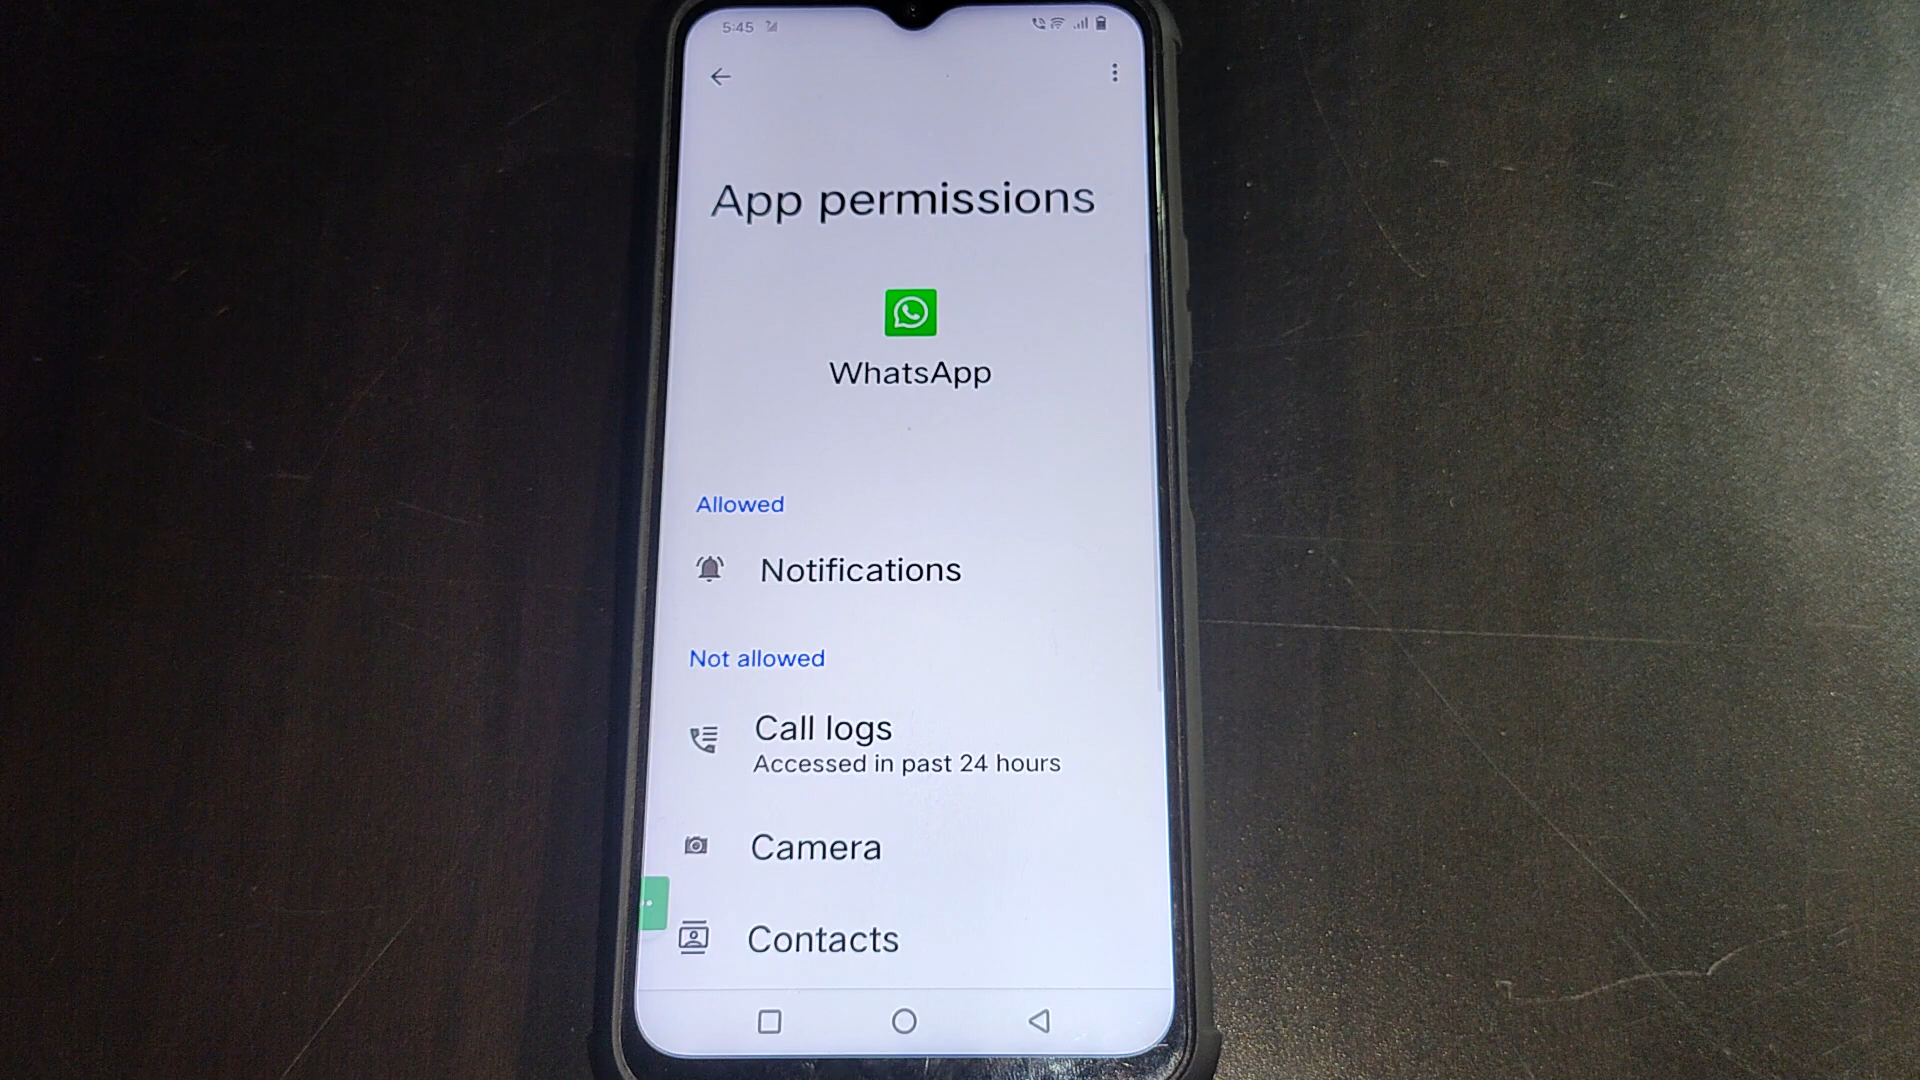 5:45
App permissions
WhatsApp
Allowed
Notifications
Not allowed
Call logs
Accessed in past 24 hours
Camera
Contacts